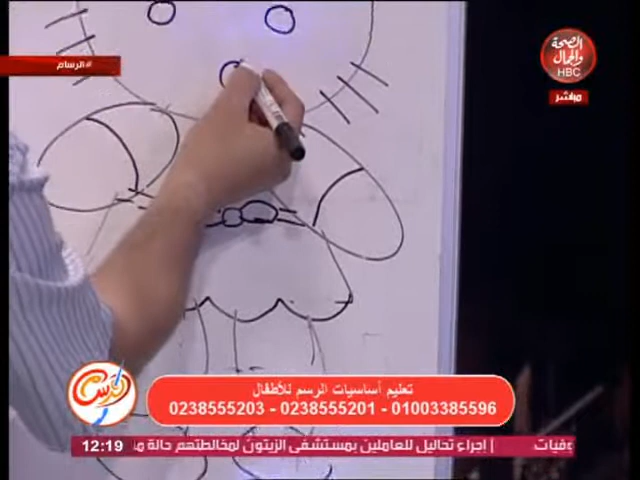 الصحة
والجمال
HBC
مباشر
#الرسام
تعليم أساسيات الرسم للأطفال
0238555203 - 0238555201 - 01003385596
12:19
وفيات | إجراء تحاليل للعاملين بمستشفى الزيتون لمخالطتهم حالة